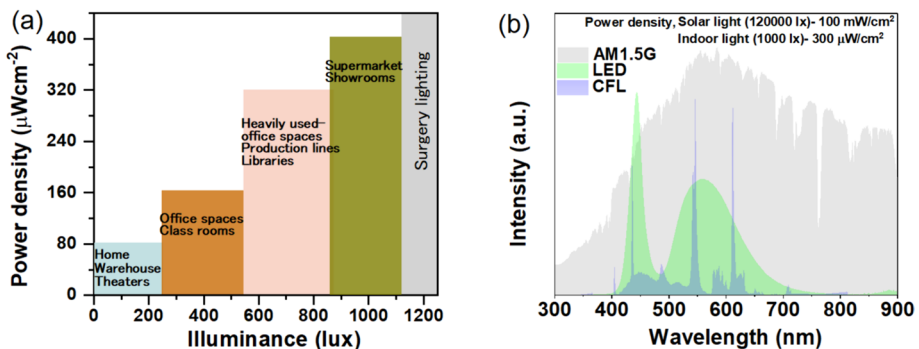 (a)
Power density (μWcm⁻²)
400
320
240
160
80
0
Home
Warehouse
Theaters
Office spaces
Class rooms
Heavily used–
office spaces
Production lines
Libraries
Supermarket
Showrooms
Surgery lighting
0 200 400 600 800 1000 1200
Illuminance (lux)
(b)
Power density, Solar light (120000 lx)- 100 mW/cm²
Indoor light (1000 lx)- 300 μW/cm²
AM1.5G
LED
CFL
Intensity (a.u.)
300 400 500 600 700 800 900
Wavelength (nm)